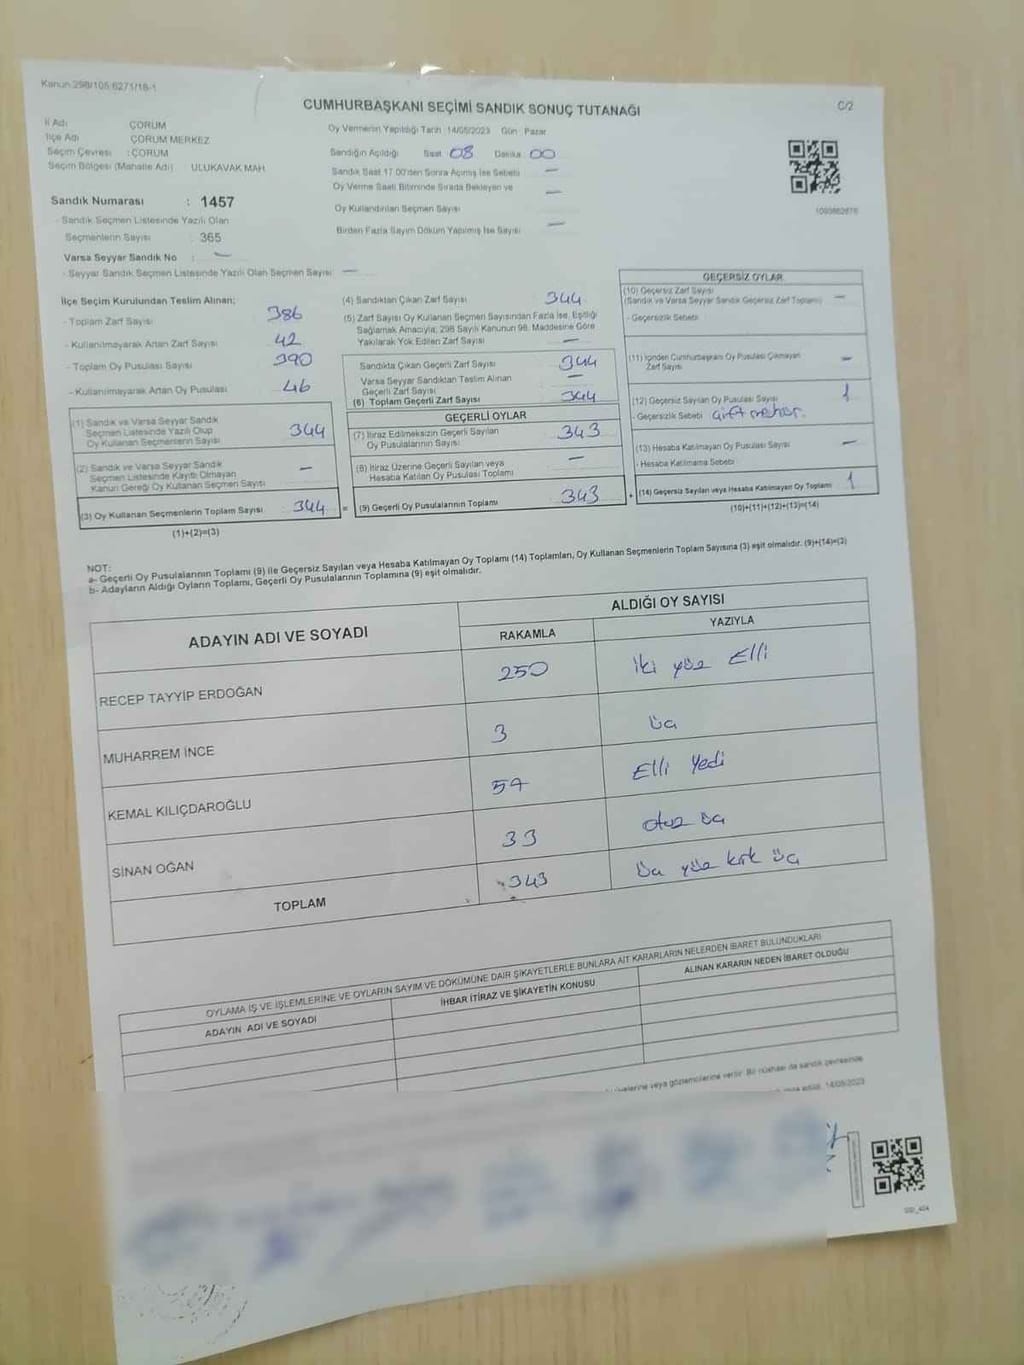 Kanun:298/105-6271/18-1
CUMHURBAŞKANI SEÇİMİ SANDIK SONUÇ TUTANAĞI
C/2
İl Adı ÇORUM
İlçe Adı ÇORUM MERKEZ
Seçim Çevresi : ÇORUM
Seçim Bölgesi (Mahalle Adı) ULUKAVAK MAH.
Sandık Numarası : 1457
- Sandık Seçmen Listesinde Yazılı Olan
Seçmenlerin Sayısı : 365
Varsa Seyyar Sandık No : —
- Seyyar Sandık Seçmen Listesinde Yazılı Olan Seçmen Sayısı —
Oy Vermenin Yapıldığı Tarih 14/05/2023 Gün Pazar
Sandığın Açıldığı Saat 08 Dakika 00
Sandık Saat 17.00'den Sonra Açılmış İse Sebebi —
Oy Verme Saati Bitiminde Sırada Bekleyen ve —
Oy Kullandırılan Seçmen Sayısı
Birden Fazla Sayım Döküm Yapılmış İse Sayısı —
1093862676
İlçe Seçim Kurulundan Teslim Alınan;
- Toplam Zarf Sayısı 386
- Kullanılmayarak Artan Zarf Sayısı 42
- Toplam Oy Pusulası Sayısı 390
- Kullanılmayarak Artan Oy Pusulası 46
(1) Sandık ve Varsa Seyyar Sandık
Seçmen Listesinde Yazılı Olup
Oy Kullanan Seçmenlerin Sayısı 344
(2) Sandık ve Varsa Seyyar Sandık
Seçmen Listesinde Kayıtlı Olmayan
Kanun Gereği Oy Kullanan Seçmen Sayısı —
(3) Oy Kullanan Seçmenlerin Toplam Sayısı 344 =
(1)+(2)=(3)
(4) Sandıktan Çıkan Zarf Sayısı 344
(5) Zarf Sayısı Oy Kullanan Seçmen Sayısından Fazla İse, Eşitliği
Sağlamak Amacıyla; 298 Sayılı Kanunun 98. Maddesine Göre
Yakılarak Yok Edilen Zarf Sayısı —
Sandıkta Çıkan Geçerli Zarf Sayısı 344
Varsa Seyyar Sandıktan Teslim Alınan
Geçerli Zarf Sayısı —
(6) Toplam Geçerli Zarf Sayısı 344
GEÇERLİ OYLAR
(7) İtiraz Edilmeksizin Geçerli Sayılan
Oy Pusulalarının Sayısı 343
(8) İtiraz Üzerine Geçerli Sayılan veya
Hesaba Katılan Oy Pusulası Toplamı —
(9) Geçerli Oy Pusulalarının Toplamı 343 +
GEÇERSİZ OYLAR
(10) Geçersiz Zarf Sayısı
(Sandık ve Varsa Seyyar Sandık Geçersiz Zarf Toplamı) —
- Geçersizlik Sebebi
(11) İçinden Cumhurbaşkanı Oy Pusulası Çıkmayan
Zarf Sayısı —
(12) Geçersiz Sayılan Oy Pusulası Sayısı 1
- Geçersizlik Sebebi Çift mühür.
(13) Hesaba Katılmayan Oy Pusulası Sayısı —
- Hesaba Katılmama Sebebi
(14) Geçersiz Sayılan veya Hesaba Katılmayan Oy Toplamı 1
(10)+(11)+(12)+(13)=(14)
NOT:
a- Geçerli Oy Pusulalarının Toplamı (9) ile Geçersiz Sayılan veya Hesaba Katılmayan Oy Toplamı (14) Toplamları, Oy Kullanan Seçmenlerin Toplam Sayısına (3) eşit olmalıdır. (9)+(14)=(3)
b- Adayların Aldığı Oyların Toplamı, Geçerli Oy Pusulalarının Toplamına (9) eşit olmalıdır.
ADAYIN ADI VE SOYADI
ALDIĞI OY SAYISI
RAKAMLA YAZIYLA
RECEP TAYYİP ERDOĞAN 250 İki yüz Elli
MUHARREM İNCE 3 Üç
KEMAL KILIÇDAROĞLU 57 Elli Yedi
SİNAN OĞAN 33 otuz üç
TOPLAM 343 Üç yüz kırk üç
OYLAMA İŞ VE İŞLEMLERİNE VE OYLARIN SAYIM VE DÖKÜMÜNE DAİR ŞİKAYETLERLE BUNLARA AİT KARARLARIN NELERDEN İBARET BULUNDUKLARI
ADAYIN ADI VE SOYADI İHBAR İTİRAZ VE ŞİKAYETİN KONUSU ALINAN KARARIN NEDEN İBARET OLDUĞU
veya gözlemcilerine verilir. Bir nüshası da sandık çevresinde
14/05/2023